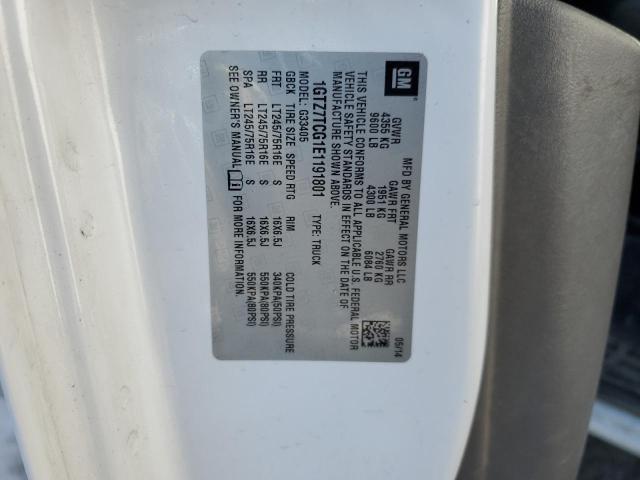 GM
MFD BY GENERAL MOTORS LLC
05/14
GVWR GAWR FRT GAWR RR
4355 KG 1951 KG 2760 KG
9600 LB 4300 LB 6084 LB
THIS VEHICLE CONFORMS TO ALL APPLICABLE U.S. FEDERAL MOTOR
VEHICLE SAFETY STANDARDS IN EFFECT ON THE DATE OF
MANUFACTURE SHOWN ABOVE.
1GTZ7TCG1E1191801 TYPE: TRUCK
MODEL: G33405
GBCK TIRE SIZE SPEED RTG RIM COLD TIRE PRESSURE
FRT LT245/75R16E S 16X6.5J 340KPA(50PSI)
RR LT245/75R16E S 16X6.5J 550KPA(80PSI)
SPA LT245/75R16E S 16X6.5J 550KPA(80PSI)
SEE OWNER'S MANUAL FOR MORE INFORMATION.